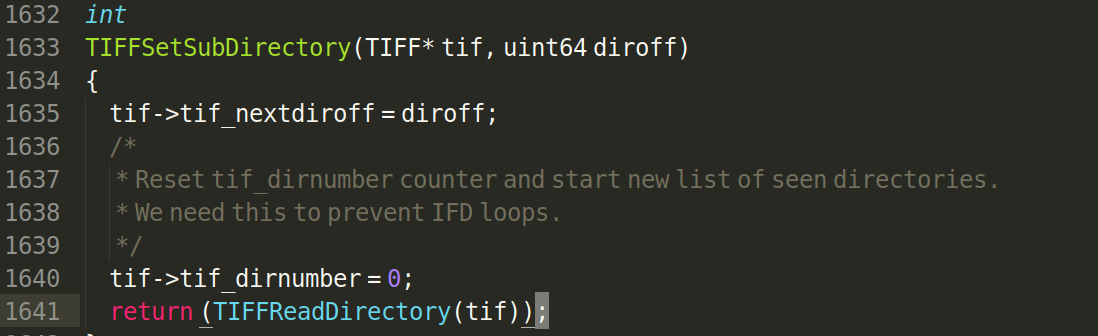 1632 int
1633 TIFFSetSubDirectory(TIFF* tif, uint64 diroff)
1634 {
1635 tif->tif_nextdiroff = diroff;
1636 /*
1637 * Reset tif_dirnumber counter and start new list of seen directories.
1638 * We need this to prevent IFD loops.
1639 */
1640 tif->tif_dirnumber = 0;
1641 return (TIFFReadDirectory(tif));